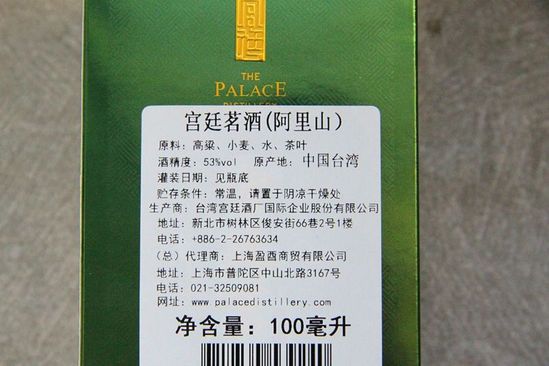 THE
PALACE
DISTILLERY
宫廷茗酒(阿里山)
原料：高粱、小麦、水、茶叶
酒精度：53%vol 原产地：中国台湾
灌装日期：见瓶底
贮存条件：常温，请置于阴凉干燥处
生产商：台湾宫廷酒厂国际企业股份有限公司
地址：新北市树林区俊安街66巷2号1楼
电话：+886-2-26763634
（总）代理商：上海盈酉商贸有限公司
地址：上海市普陀区中山北路3167号
电话：021-32509081
网址：www.palacedistillery.com
净含量：100毫升